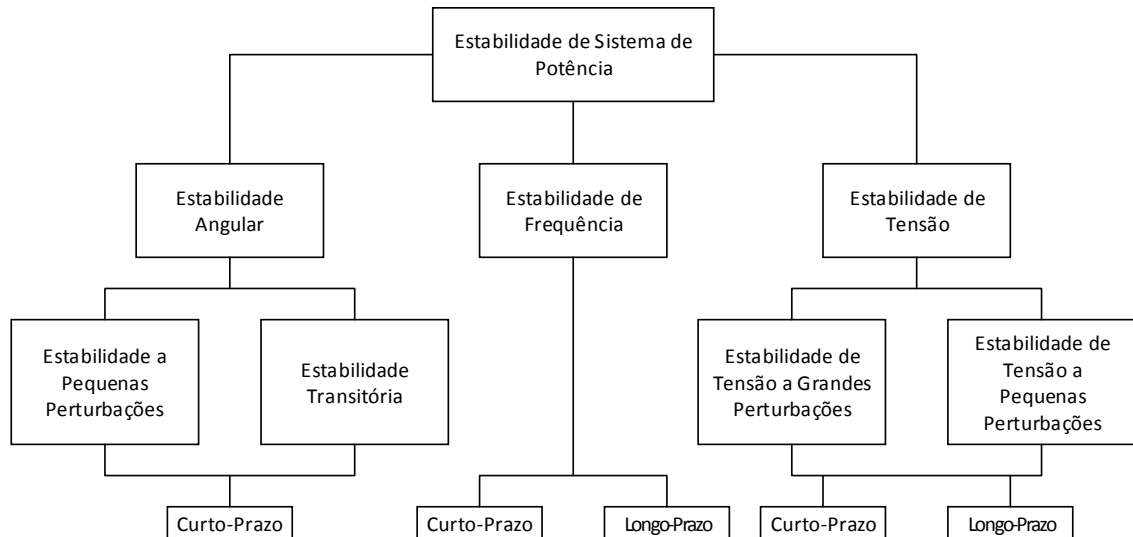 Estabilidade de Sistema de
Potência
Estabilidade
Angular
Estabilidade de
Frequência
Estabilidade de
Tensão
Estabilidade a
Pequenas
Perturbações
Estabilidade
Transitória
Estabilidade de
Tensão a Grandes
Perturbações
Estabilidade de
Tensão a
Pequenas
Perturbações
Curto-Prazo
Curto-Prazo
Longo-Prazo
Curto-Prazo
Longo-Prazo